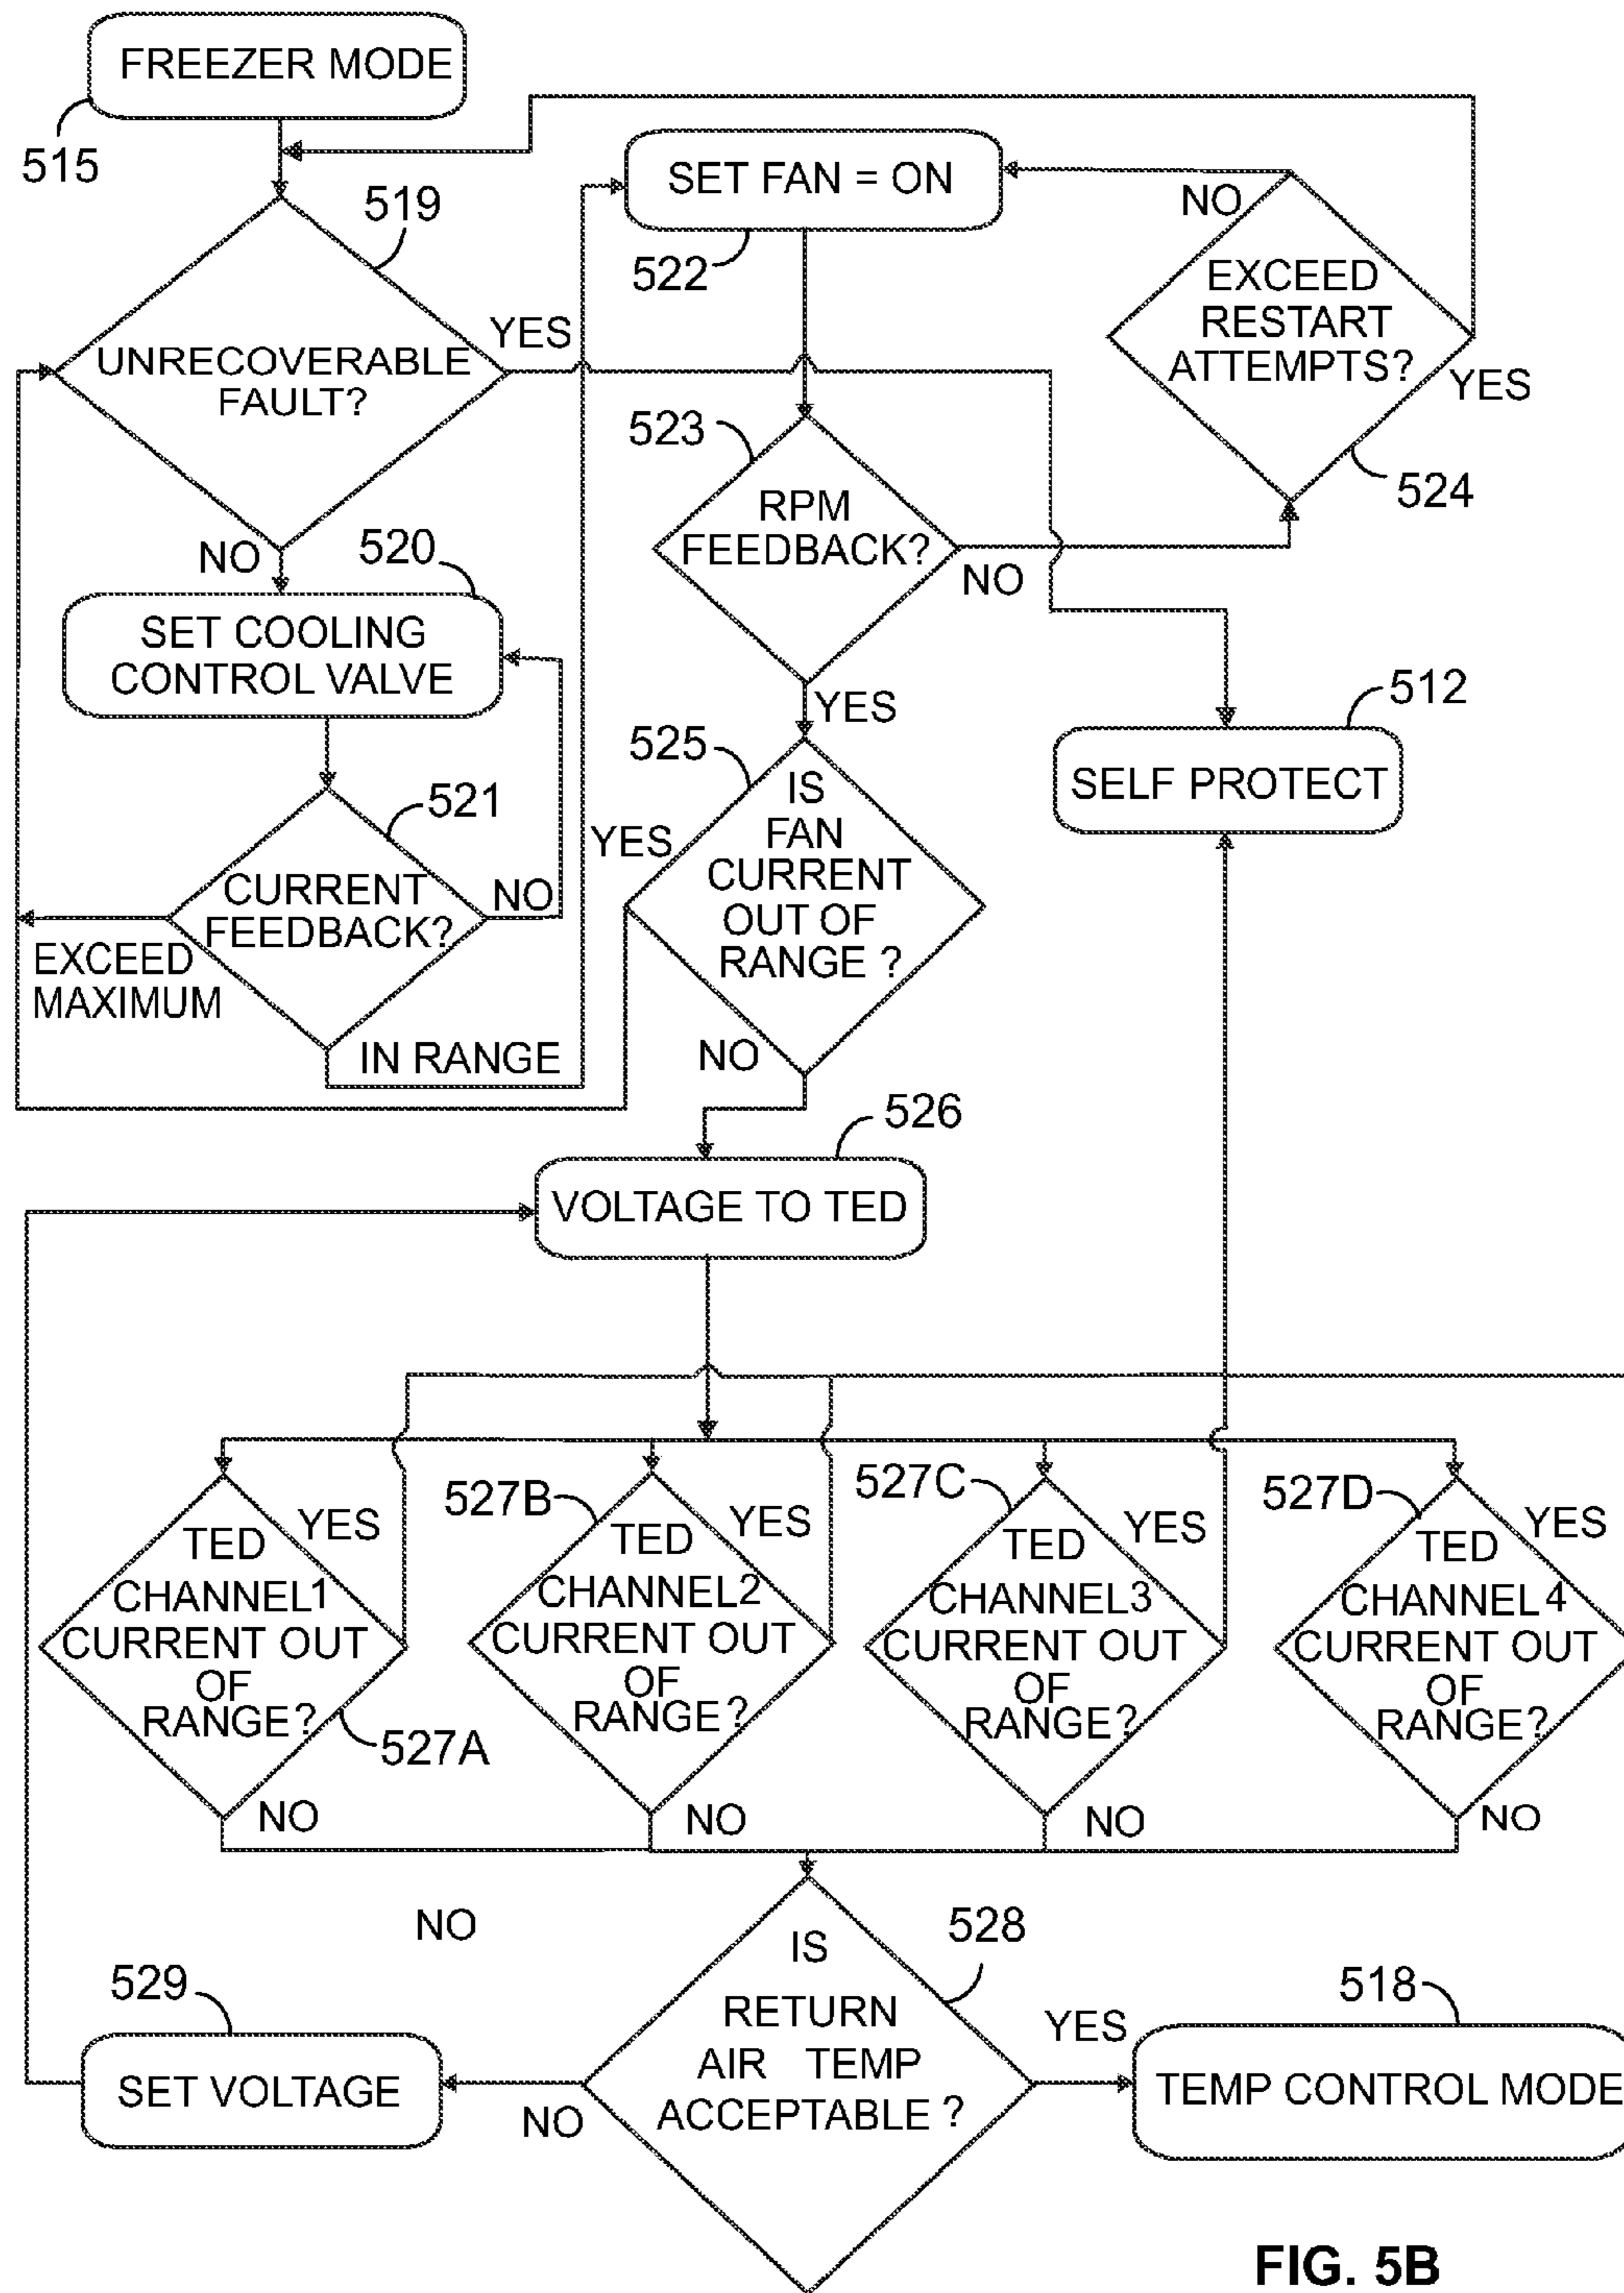 FREEZER MODE
515
519
UNRECOVERABLE
FAULT?
YES
NO
520
SET COOLING
CONTROL VALVE
521
CURRENT
FEEDBACK?
NO
EXCEED
MAXIMUM
IN RANGE
SET FAN = ON
522
NO
EXCEED
RESTART
ATTEMPTS?
YES
524
523
RPM
FEEDBACK?
NO
YES
525
IS
FAN
CURRENT
OUT OF
RANGE ?
YES
NO
512
SELF PROTECT
526
VOLTAGE TO TED
TED
CHANNEL1
CURRENT OUT
OF
RANGE?
YES
527A
NO
527B
TED
CHANNEL2
CURRENT OUT
OF
RANGE?
YES
NO
527C
TED
CHANNEL3
CURRENT OUT
OF
RANGE?
YES
NO
527D
TED
CHANNEL4
CURRENT OUT
OF
RANGE?
YES
NO
NO
528
IS
RETURN
AIR TEMP
ACCEPTABLE ?
NO
YES
529
SET VOLTAGE
518
TEMP CONTROL MODE
FIG. 5B